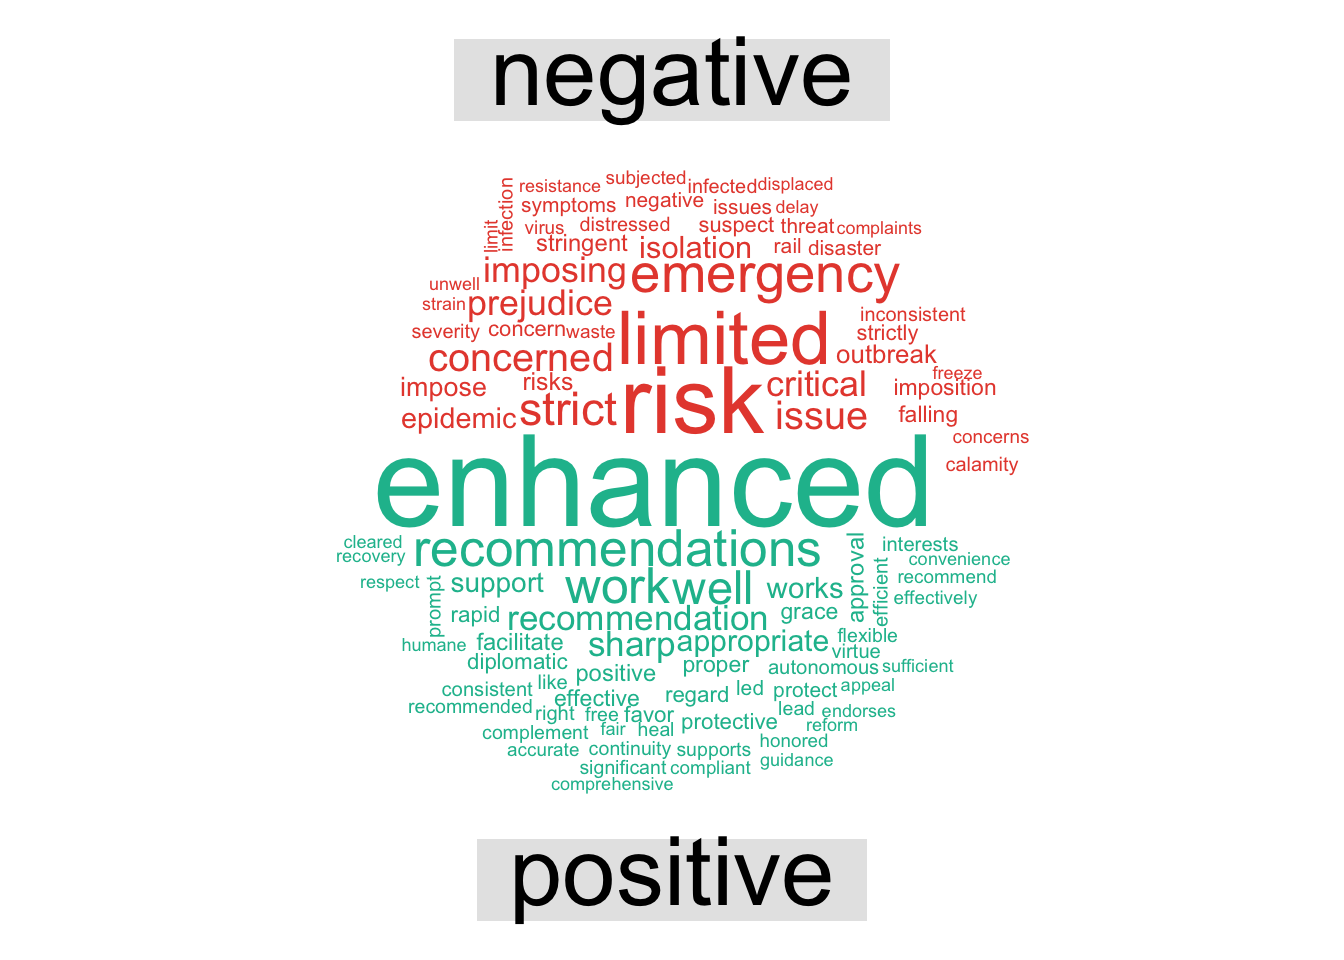 negative
resistance subjected infected displaced
infection
limit
symptoms negative issues delay
virus distressed suspect threat complaints
stringent isolation rail disaster
unwell imposing emergency
strain prejudice limited inconsistent
severity concern waste strictly
concerned outbreak
impose risks risk critical freeze
imposition
epidemic strict issue falling
concerns
calamity
enhanced
cleared recommendations approval interests
recovery convenience
respect support work well works efficient recommend
prompt effectively
rapid recommendation grace
humane facilitate sharp appropriate flexible
virtue
diplomatic positive proper autonomous sufficient
consistent like effective regard led protect appeal
recommended right free favor protective lead endorses
complement fair heal reform
accurate continuity supports honored
significant compliant guidance
comprehensive
positive